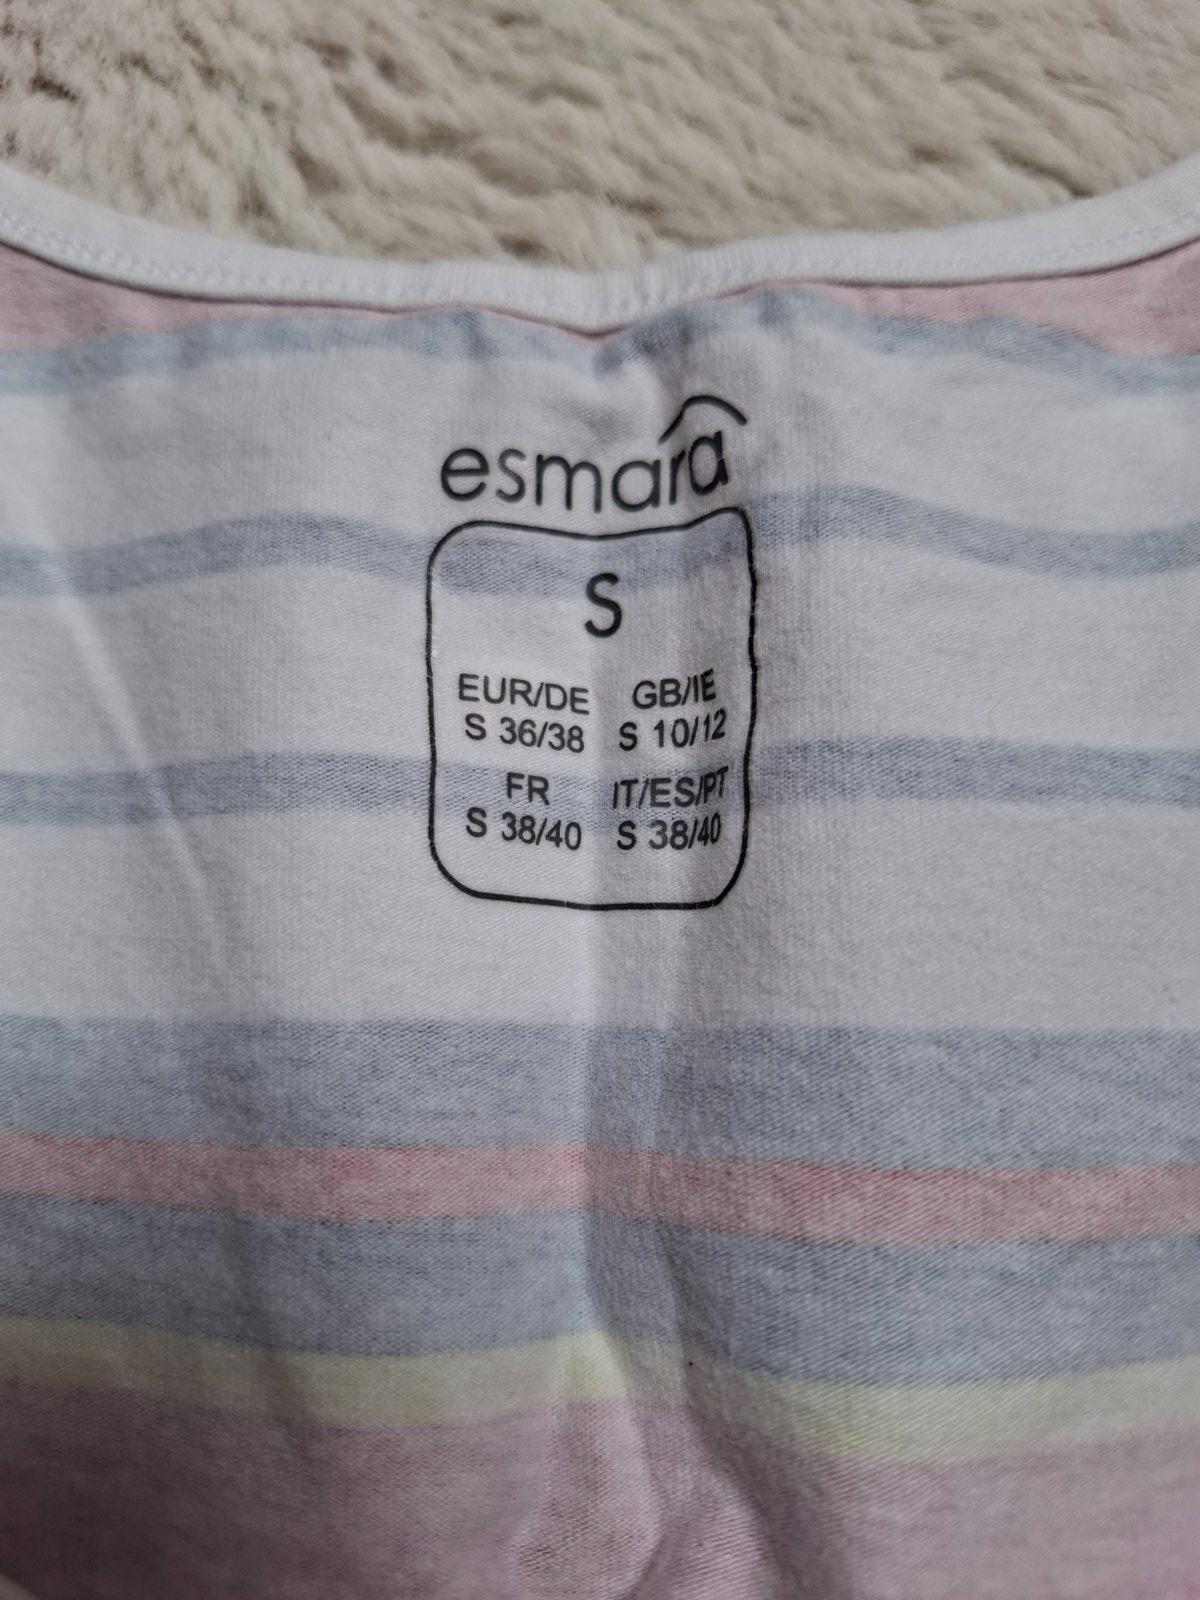 esmara
S
EUR/DE GB/IE
S 36/38 S 10/12
FR IT/ES/PT
S 38/40 S 38/40